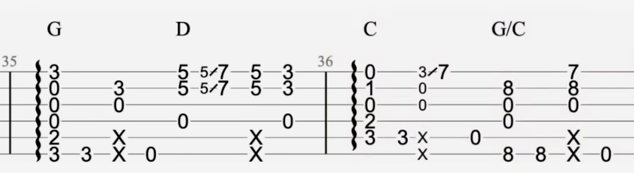 G D C G/C
35 36
3 5 5/7 5 3 0 3/7 7
0 3 5 5/7 5 3 1 0 8 8
0 0 0 0 0 0
0 0 0 2 0
2 X X 3 3 X 0 X
3 3 X 0 X X 8 8 X 0